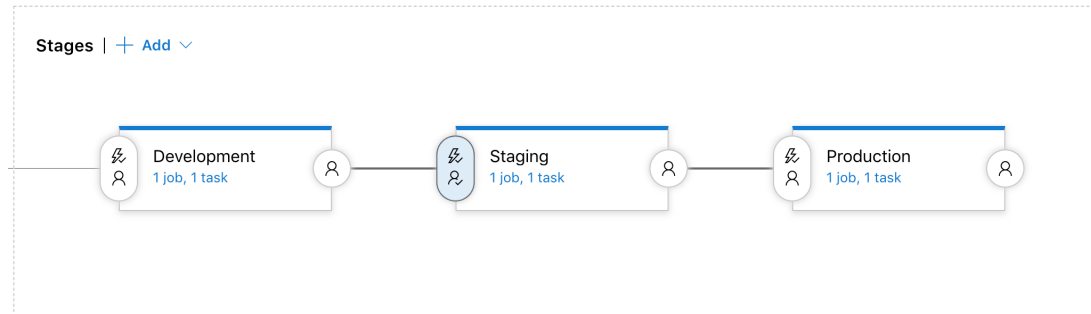 Stages | + Add
Development
1 job, 1 task
Staging
1 job, 1 task
Production
1 job, 1 task